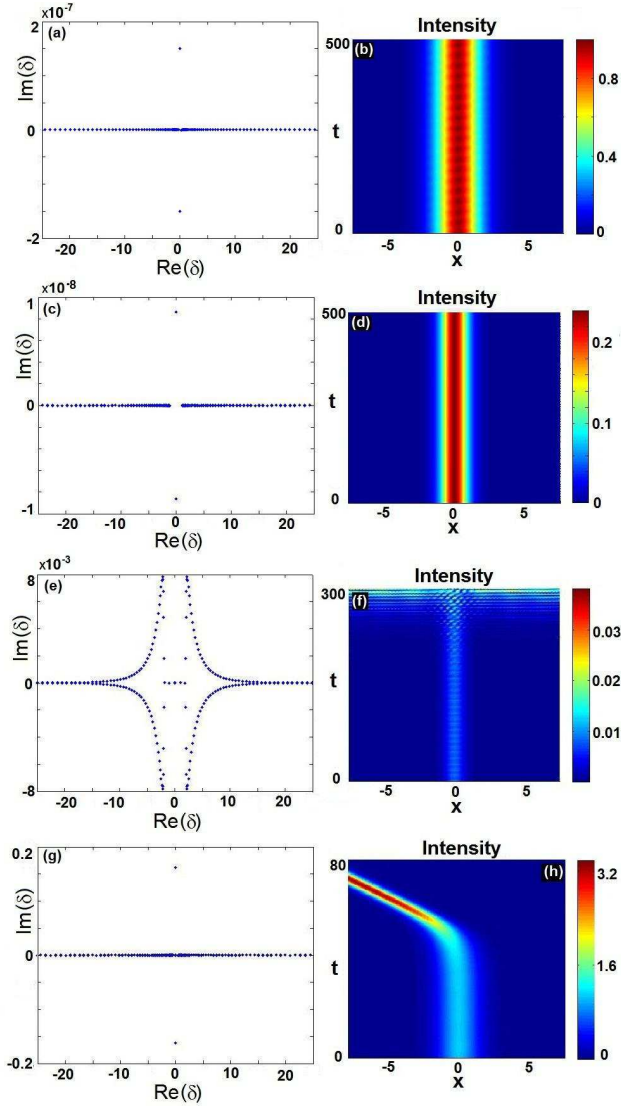 x10⁻⁷
(a)
2
0
-2
Im(δ)
-20 -10 0 10 20
Re(δ)
Intensity
(b)
500
t
0
-5 0 5
x
0.8
0.4
0
x10⁻⁸
(c)
1
0
-1
Im(δ)
-20 -10 0 10 20
Re(δ)
Intensity
(d)
500
t
0
-5 0 5
x
0.2
0.1
0
x10⁻³
(e)
8
0
-8
Im(δ)
-20 -10 0 10 20
Re(δ)
Intensity
(f)
300
t
0
-5 0 5
x
0.03
0.02
0.01
(g)
0.2
0
-0.2
Im(δ)
-20 -10 0 10 20
Re(δ)
Intensity
(h)
80
t
0
-5 0 5
x
3.2
1.6
0